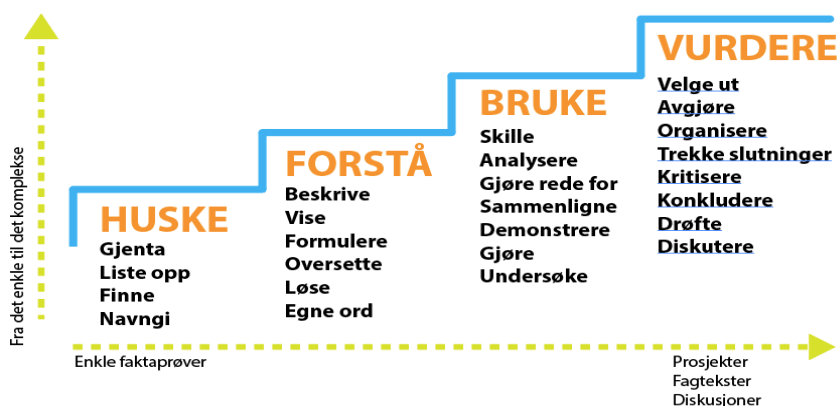 Fra det enkle til det komplekse
HUSKE
Gjenta
Liste opp
Finne
Navngi
FORSTÅ
Beskrive
Vise
Formulere
Oversette
Løse
Egne ord
BRUKE
Skille
Analysere
Gjøre rede for
Sammenligne
Demonstrere
Gjøre
Undersøke
VURDERE
Velge ut
Avgjøre
Organisere
Trekke slutninger
Kritisere
Konkludere
Drøfte
Diskutere
Enkle faktaprøver
Prosjekter
Fagtekster
Diskusjoner